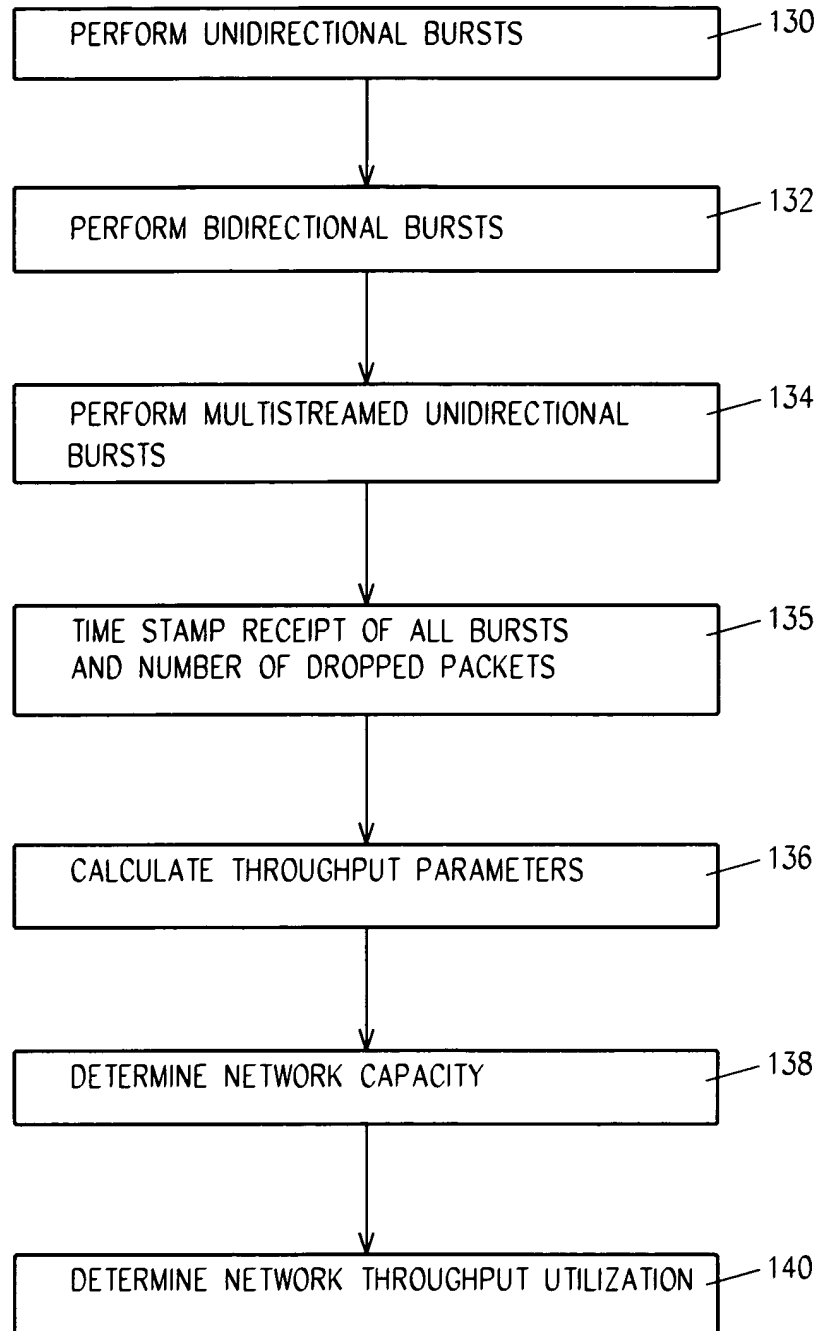 PERFORM UNIDIRECTIONAL BURSTS
130
PERFORM BIDIRECTIONAL BURSTS
132
PERFORM MULTISTREAMED UNIDIRECTIONAL
BURSTS
134
TIME STAMP RECEIPT OF ALL BURSTS
AND NUMBER OF DROPPED PACKETS
135
CALCULATE THROUGHPUT PARAMETERS
136
DETERMINE NETWORK CAPACITY
138
DETERMINE NETWORK THROUGHPUT UTILIZATION
140